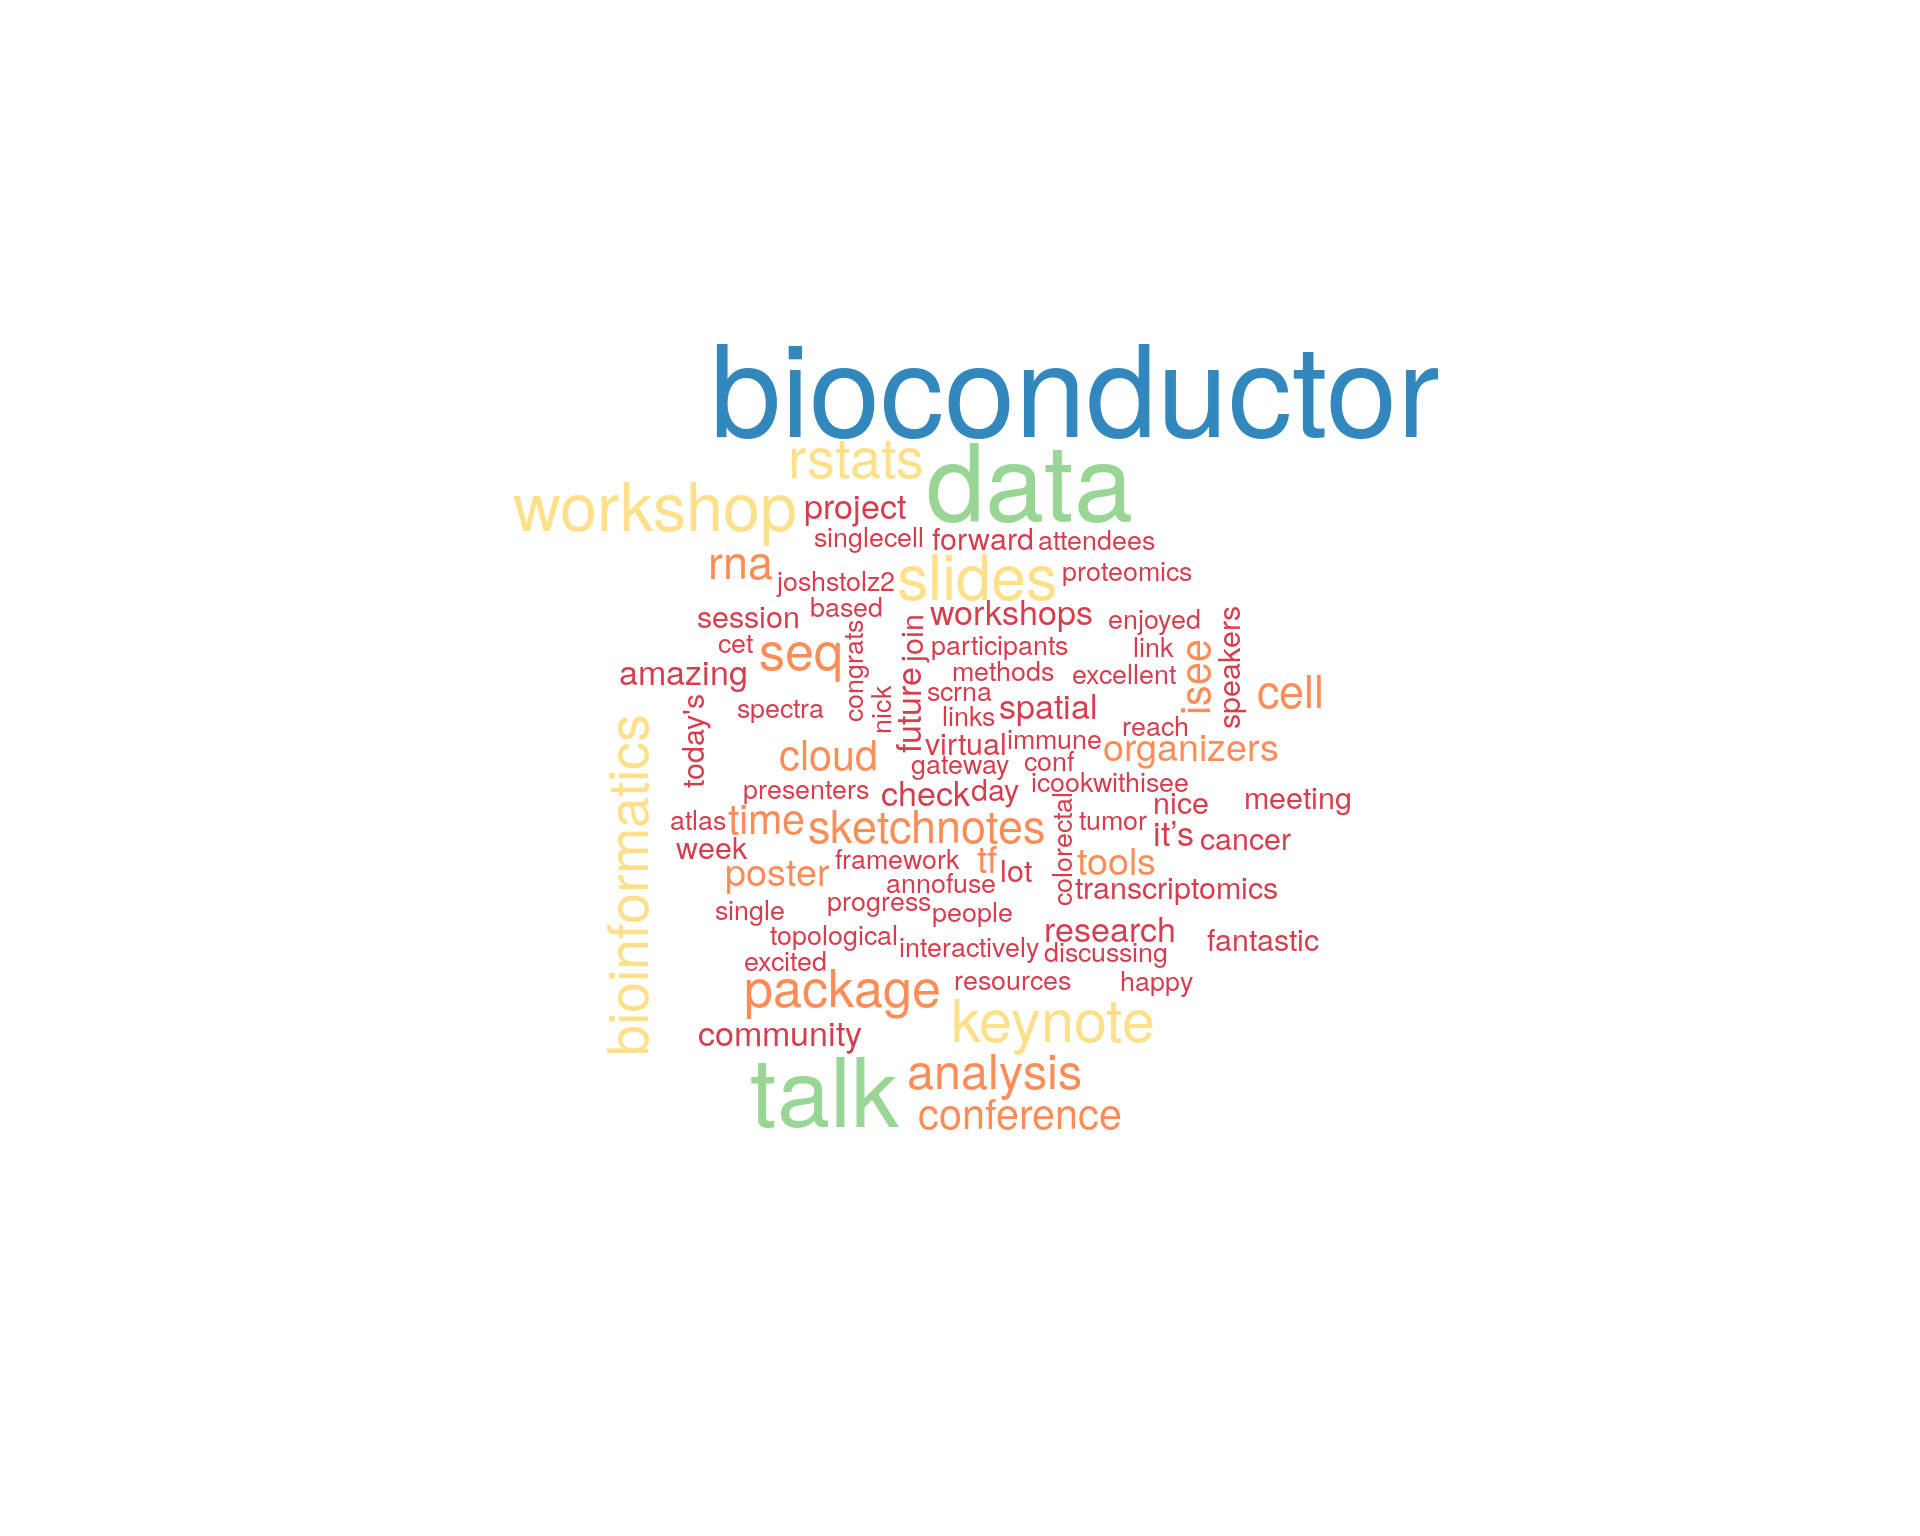 bioconductor
rstats
data
workshop
project
singlecell
forward
attendees
rna
joshstolz2
slides
proteomics
session
based
workshops
enjoyed
speakers
cet
seq
congrats
join
participants
link
isee
amazing
methods
excellent
cell
today's
spectra
nick
future
scrna
links
spatial
reach
bioinformatics
cloud
virtual
immune
organizers
gateway
conf
presenters
check
day
icookwithisee
nice
meeting
atlas
time
sketchnotes
colorectal
tumor
it’s
cancer
week
poster
framework
tf
lot
tools
annofuse
transcriptomics
single
progress
people
topological
interactively
research
discussing
fantastic
excited
package
resources
happy
community
keynote
talk
analysis
conference